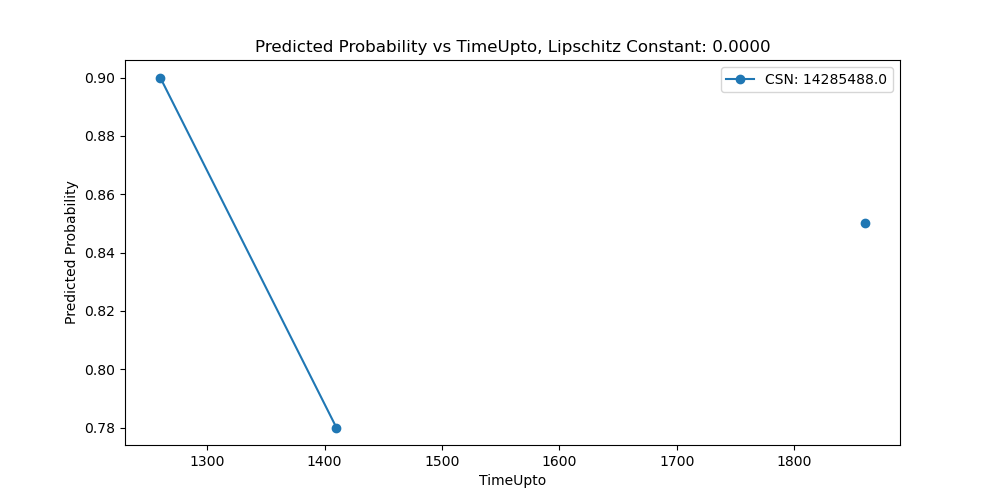 Predicted Probability vs TimeUpto, Lipschitz Constant: 0.0000
CSN: 14285488.0
0.90
0.88
0.86
0.84
0.82
0.80
0.78
Predicted Probability
1300 1400 1500 1600 1700 1800
TimeUpto